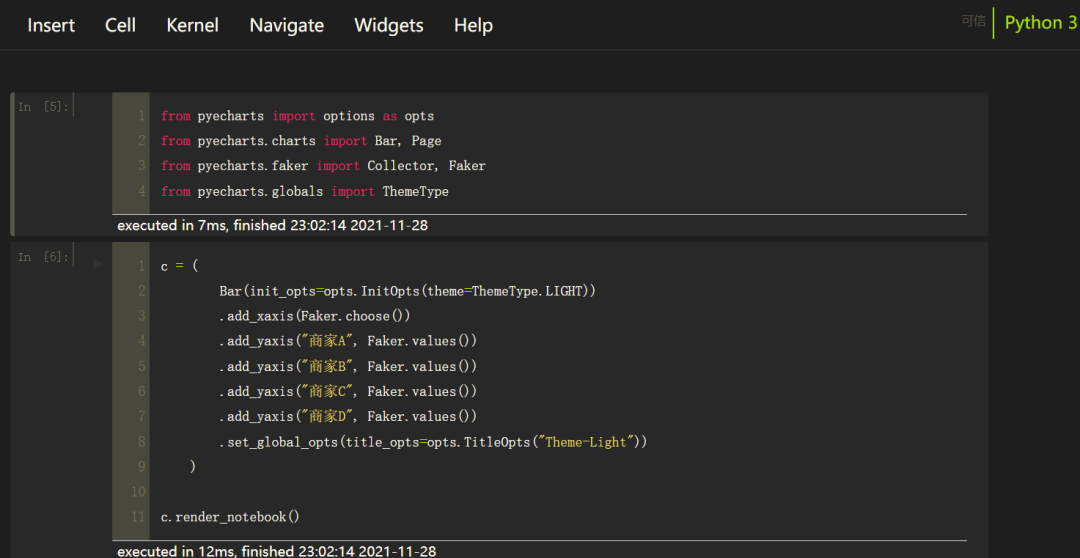 Insert Cell Kernel Navigate Widgets Help 可信 Python 3
In [5]:
1 from pyecharts import options as opts
2 from pyecharts.charts import Bar, Page
3 from pyecharts.faker import Collector, Faker
4 from pyecharts.globals import ThemeType
executed in 7ms, finished 23:02:14 2021-11-28
In [6]:
1 c = (
2 Bar(init_opts=opts.InitOpts(theme=ThemeType.LIGHT))
3 .add_xaxis(Faker.choose())
4 .add_yaxis("商家A", Faker.values())
5 .add_yaxis("商家B", Faker.values())
6 .add_yaxis("商家C", Faker.values())
7 .add_yaxis("商家D", Faker.values())
8 .set_global_opts(title_opts=opts.TitleOpts("Theme-Light"))
9 )
10
11 c.render_notebook()
executed in 12ms, finished 23:02:14 2021-11-28